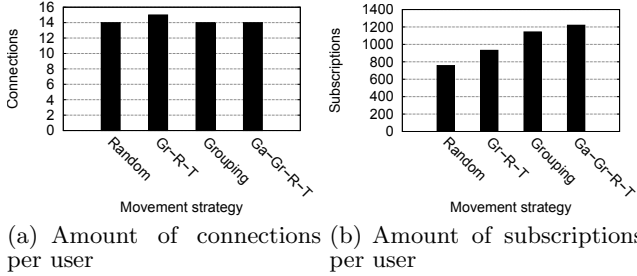 16
14
12
10
8
6
4
2
0
Connections
Random
Gr-R-T
Grouping
Ga-Gr-R-T
Movement strategy
(a) Amount of connections
per user
1400
1200
1000
800
600
400
200
0
Subscriptions
Random
Gr-R-T
Grouping
Ga-Gr-R-T
Movement strategy
(b) Amount of subscriptions
per user